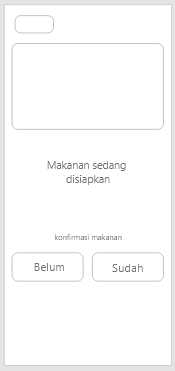 Makanan sedang
disiapkan
konfirmasi makanan
Belum
Sudah